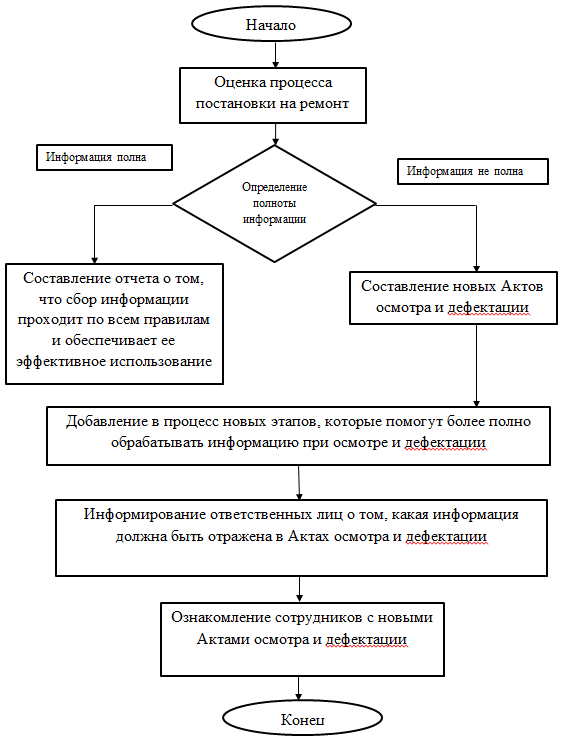 Начало
Оценка процесса
постановки на ремонт
Информация полна
Информация не полна
Определение
полноты
информации
Составление отчета о том,
что сбор информации
проходит по всем правилам
и обеспечивает ее
эффективное использование
Составление новых Актов
осмотра и дефектации
Добавление в процесс новых этапов, которые помогут более полно
обрабатывать информацию при осмотре и дефектации
Информирование ответственных лиц о том, какая информация
должна быть отражена в Актах осмотра и дефектации
Ознакомление сотрудников с новыми
Актами осмотра и дефектации
Конец